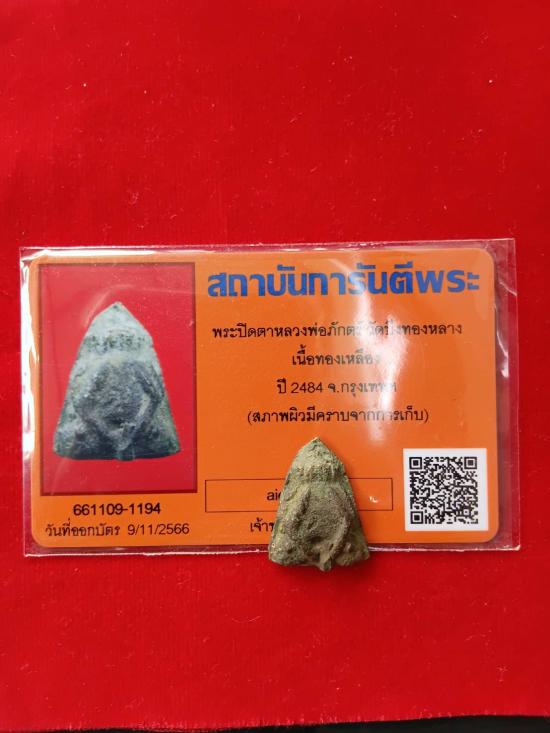 สถาบันการันตีพระ
พระปิดตาหลวงพ่อภักตร์ วัดบึงทองหลาง
เนื้อทองเหลือง
ปี 2484 จ.กรุงเทพฯ
(สภาพผิวมีคราบจากการเก็บ)
661109-1194
วันที่ออกบัตร 9/11/2566